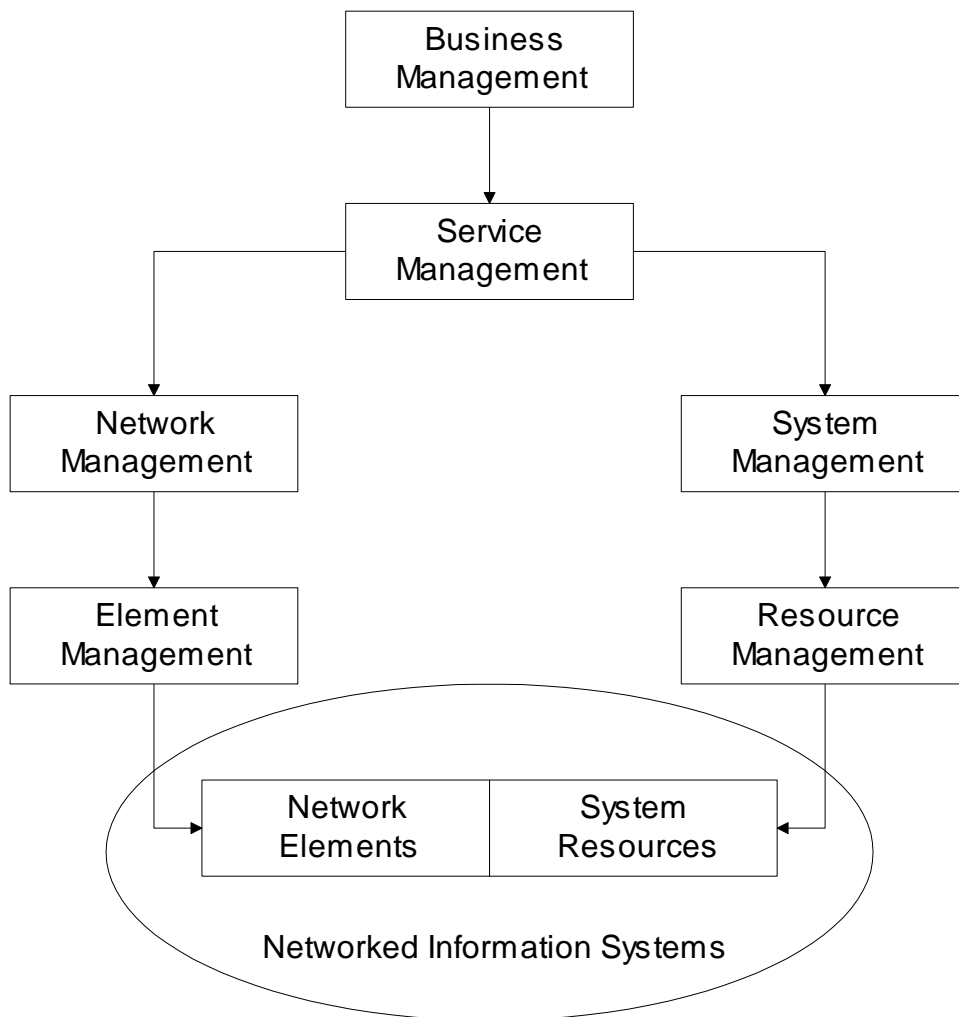 Business
Management
Service
Management
Network
Management
System
Management
Element
Management
Resource
Management
Network
Elements
System
Resources
Networked Information Systems